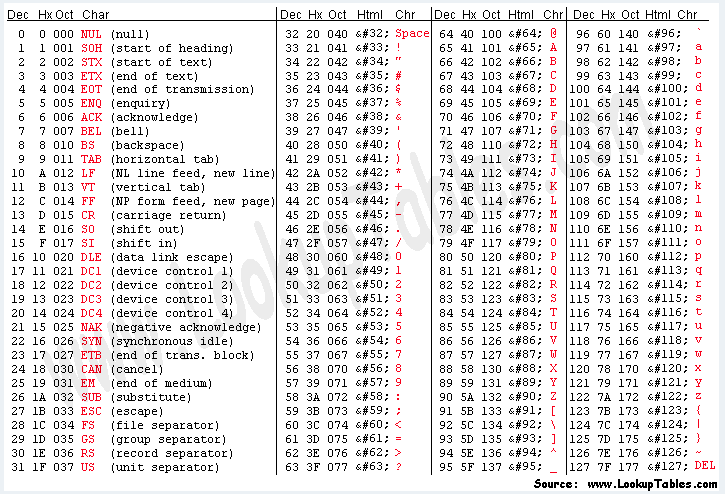 Dec Hx Oct Char Dec Hx Oct Html Chr Dec Hx Oct Html Chr Dec Hx Oct Html Chr
0 0 000 NUL (null) 32 20 040 &#32; Space 64 40 100 &#64; @ 96 60 140 &#96; `
1 1 001 SOH (start of heading) 33 21 041 &#33; ! 65 41 101 &#65; A 97 61 141 &#97; a
2 2 002 STX (start of text) 34 22 042 &#34; " 66 42 102 &#66; B 98 62 142 &#98; b
3 3 003 ETX (end of text) 35 23 043 &#35; # 67 43 103 &#67; C 99 63 143 &#99; c
4 4 004 EOT (end of transmission) 36 24 044 &#36; $ 68 44 104 &#68; D 100 64 144 &#100; d
5 5 005 ENQ (enquiry) 37 25 045 &#37; % 69 45 105 &#69; E 101 65 145 &#101; e
6 6 006 ACK (acknowledge) 38 26 046 &#38; & 70 46 106 &#70; F 102 66 146 &#102; f
7 7 007 BEL (bell) 39 27 047 &#39; ' 71 47 107 &#71; G 103 67 147 &#103; g
8 8 010 BS (backspace) 40 28 050 &#40; ( 72 48 110 &#72; H 104 68 150 &#104; h
9 9 011 TAB (horizontal tab) 41 29 051 &#41; ) 73 49 111 &#73; I 105 69 151 &#105; i
10 A 012 LF (NL line feed, new line) 42 2A 052 &#42; * 74 4A 112 &#74; J 106 6A 152 &#106; j
11 B 013 VT (vertical tab) 43 2B 053 &#43; + 75 4B 113 &#75; K 107 6B 153 &#107; k
12 C 014 FF (NP form feed, new page) 44 2C 054 &#44; , 76 4C 114 &#76; L 108 6C 154 &#108; l
13 D 015 CR (carriage return) 45 2D 055 &#45; - 77 4D 115 &#77; M 109 6D 155 &#109; m
14 E 016 SO (shift out) 46 2E 056 &#46; . 78 4E 116 &#78; N 110 6E 156 &#110; n
15 F 017 SI (shift in) 47 2F 057 &#47; / 79 4F 117 &#79; O 111 6F 157 &#111; o
16 10 020 DLE (data link escape) 48 30 060 &#48; 0 80 50 120 &#80; P 112 70 160 &#112; p
17 11 021 DC1 (device control 1) 49 31 061 &#49; 1 81 51 121 &#81; Q 113 71 161 &#113; q
18 12 022 DC2 (device control 2) 50 32 062 &#50; 2 82 52 122 &#82; R 114 72 162 &#114; r
19 13 023 DC3 (device control 3) 51 33 063 &#51; 3 83 53 123 &#83; S 115 73 163 &#115; s
20 14 024 DC4 (device control 4) 52 34 064 &#52; 4 84 54 124 &#84; T 116 74 164 &#116; t
21 15 025 NAK (negative acknowledge) 53 35 065 &#53; 5 85 55 125 &#85; U 117 75 165 &#117; u
22 16 026 SYN (synchronous idle) 54 36 066 &#54; 6 86 56 126 &#86; V 118 76 166 &#118; v
23 17 027 ETB (end of trans. block) 55 37 067 &#55; 7 87 57 127 &#87; W 119 77 167 &#119; w
24 18 030 CAN (cancel) 56 38 070 &#56; 8 88 58 130 &#88; X 120 78 170 &#120; x
25 19 031 EM (end of medium) 57 39 071 &#57; 9 89 59 131 &#89; Y 121 79 171 &#121; y
26 1A 032 SUB (substitute) 58 3A 072 &#58; : 90 5A 132 &#90; Z 122 7A 172 &#122; z
27 1B 033 ESC (escape) 59 3B 073 &#59; ; 91 5B 133 &#91; [ 123 7B 173 &#123; {
28 1C 034 FS (file separator) 60 3C 074 &#60; < 92 5C 134 &#92; \ 124 7C 174 &#124; |
29 1D 035 GS (group separator) 61 3D 075 &#61; = 93 5D 135 &#93; ] 125 7D 175 &#125; }
30 1E 036 RS (record separator) 62 3E 076 &#62; > 94 5E 136 &#94; ^ 126 7E 176 &#126; ~
31 1F 037 US (unit separator) 63 3F 077 &#63; ? 95 5F 137 &#95; _ 127 7F 177 &#127; DEL
Source: www.LookupTables.com
www.LookupTables.com